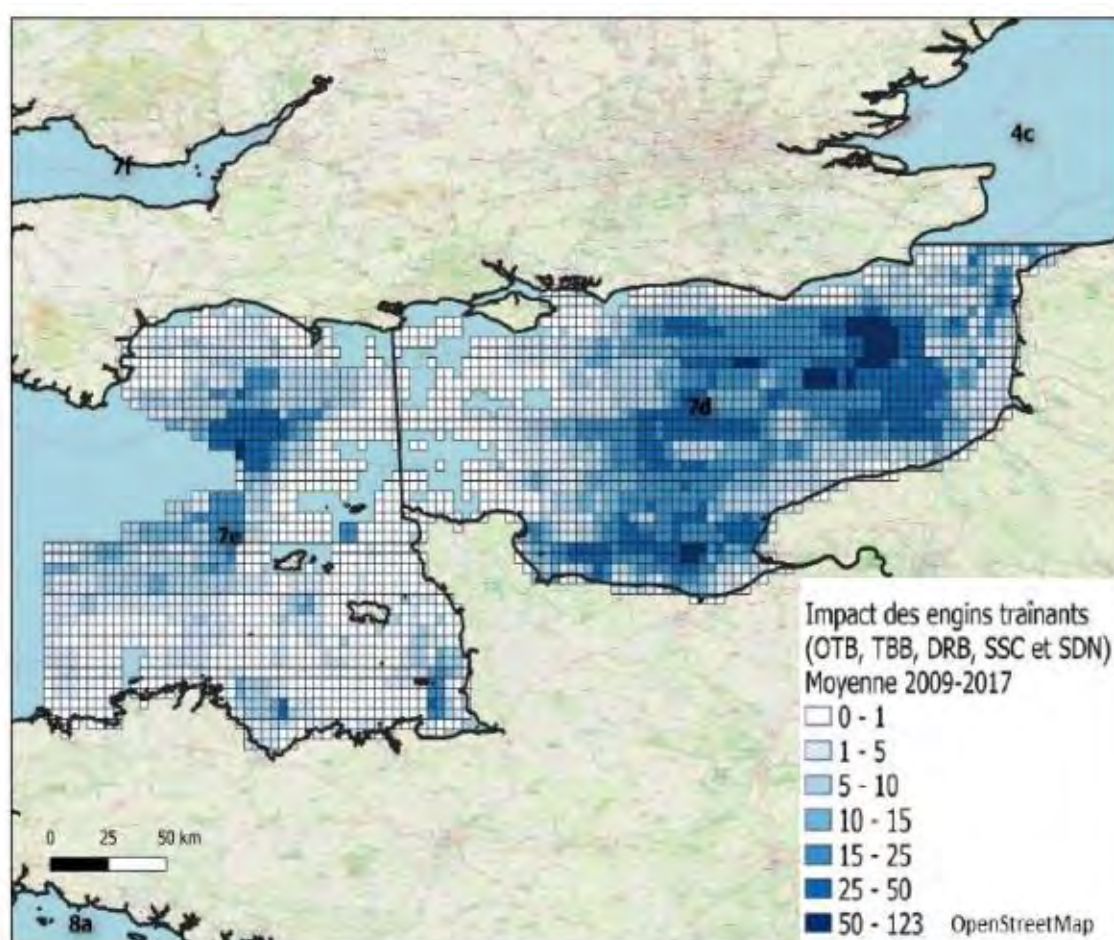 4c
7f
7d
7e
Impact des engins traînants
(OTB, TBB, DRB, SSC et SDN)
Moyenne 2009-2017
0 - 1
1 - 5
5 - 10
10 - 15
15 - 25
25 - 50
50 - 123
OpenStreetMap
0 25 50 km
8a